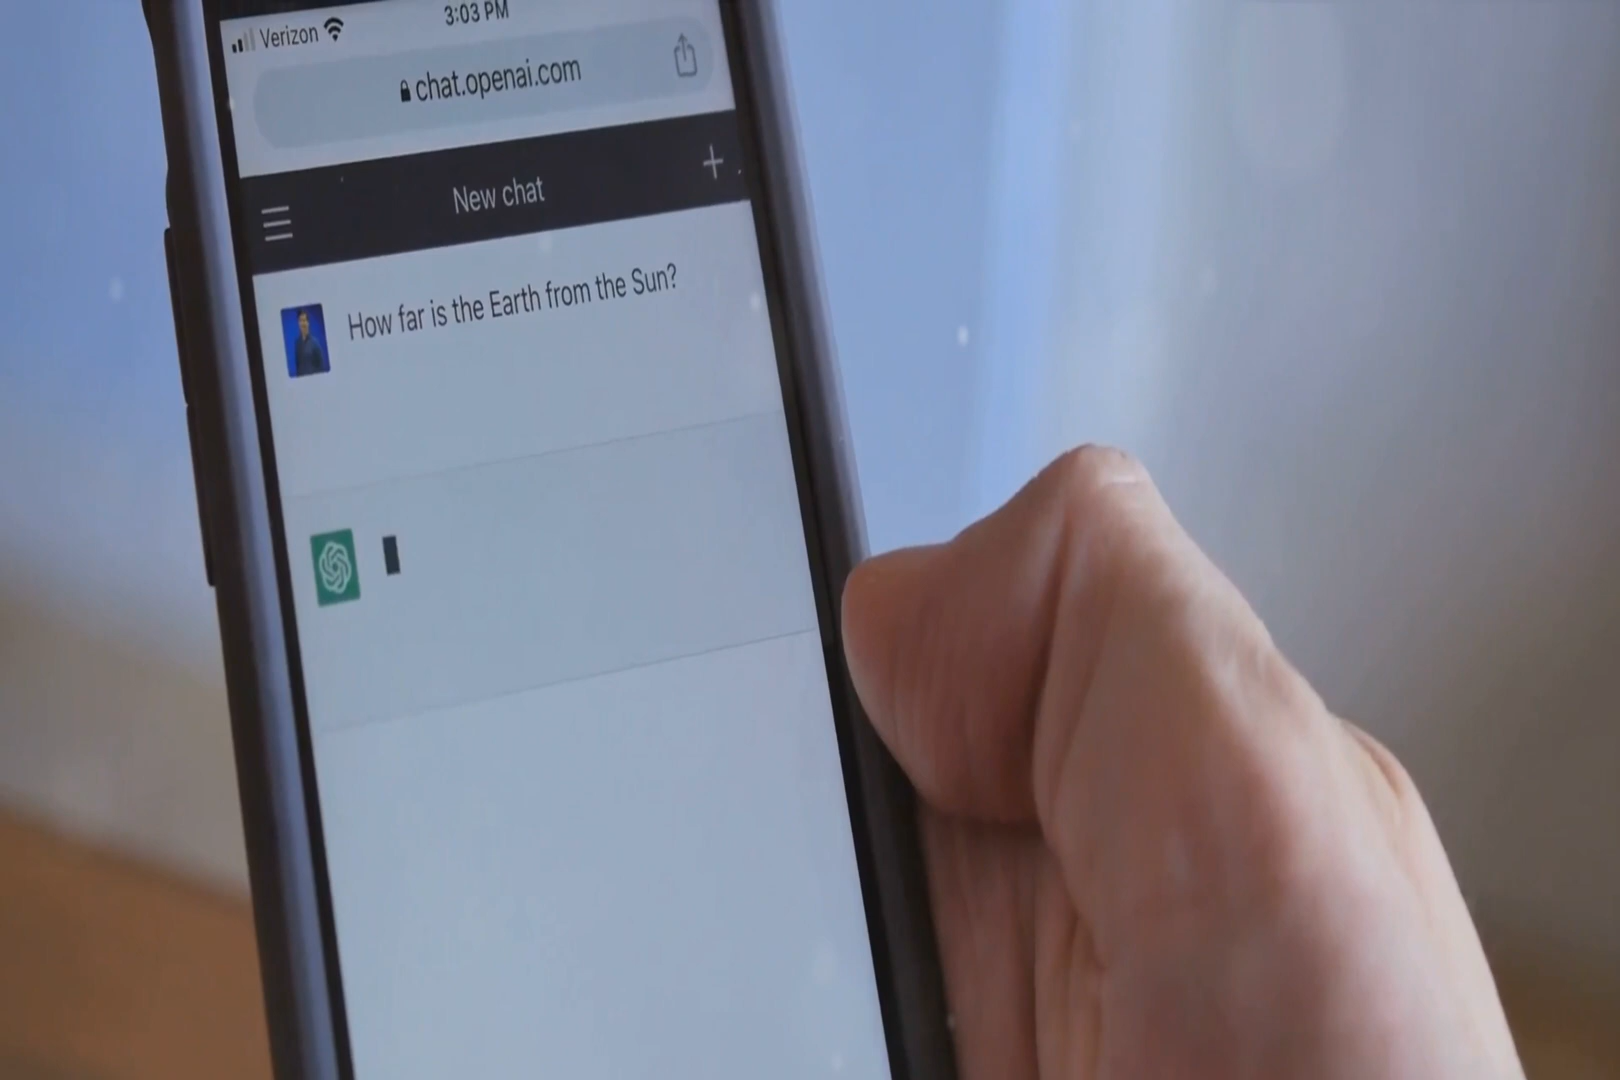 Verizon
3:03 PM
chat.openai.com
New chat
How far is the Earth from the Sun?